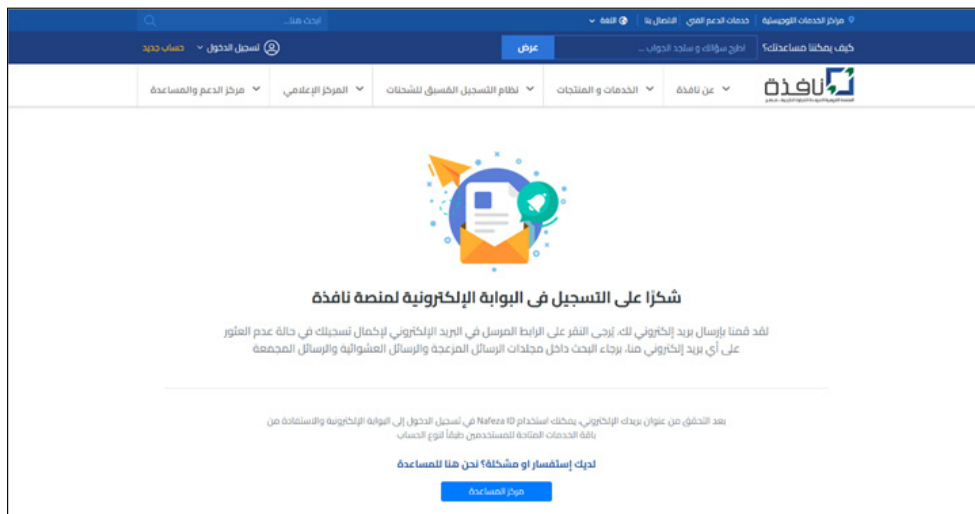 مراكز الخدمات اللوجيستية
خدمات الدعم الفني
الاتصال بنا
اللغة
ابحث هنا...
كيف يمكننا مساعدتك؟
اطرح سؤالك و ستجد الجواب ...
عرض
تسجيل الدخول
حساب جديد
نافذة
عن نافذة
الخدمات و المنتجات
نظام التسجيل المُسبق للشحنات
المركز الإعلامي
مركز الدعم والمساعدة
شكرًا على التسجيل فى البوابة الإلكترونية لمنصة نافذة
لقد قمنا بإرسال بريد إلكتروني لك، يُرجى النقر على الرابط المرسل في البريد الإلكتروني لإكمال تسجيلك في حالة عدم العثور
على أي بريد إلكتروني منا، برجاء البحث داخل مجلدات الرسائل المزعجة والرسائل العشوائية والرسائل المجمعة
بعد التحقق من عنوان بريدك الإلكتروني، يمكنك استخدام Nafeza ID في تسجيل الدخول إلى البوابة الإلكترونية والاستفادة من
باقة الخدمات المتاحة للمستخدمين طبقاً لنوع الحساب
لديك إستفسار او مشكلة؟ نحن هنا للمساعدة
مركز المساعدة